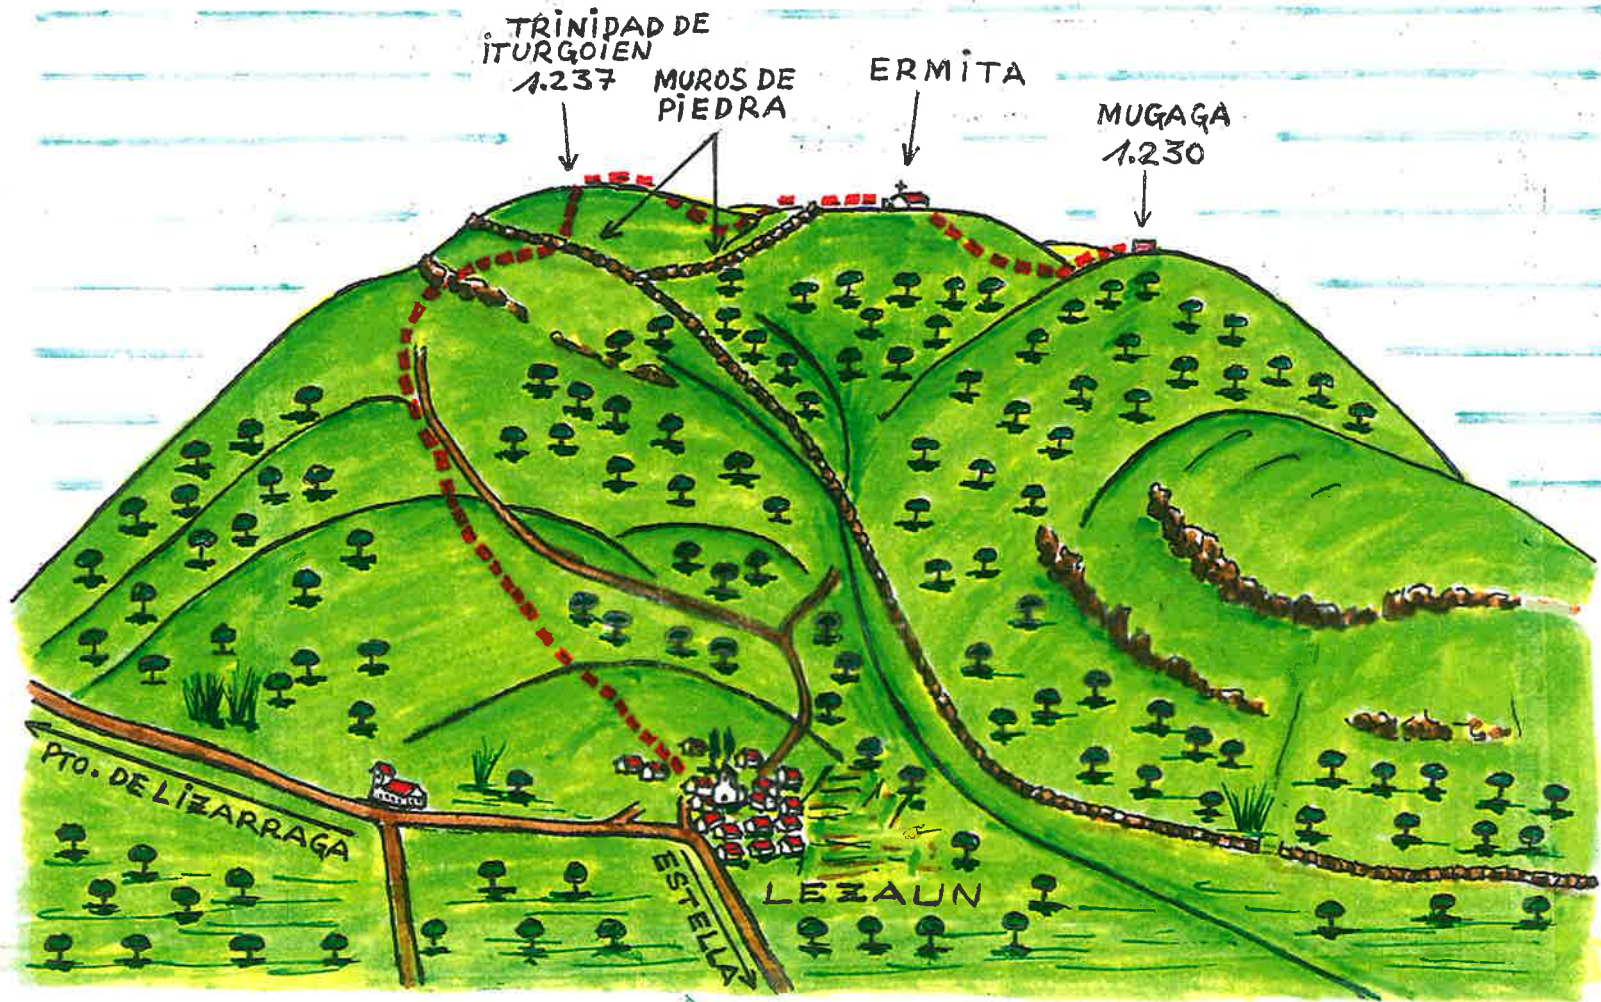 TRINIDAD DE
ITURGOIEN
1.237
MUROS DE
PIEDRA
ERMITA
MUGAGA
1.230
PTO. DE LIZARRAGA
ESTELLA
LEZAUN